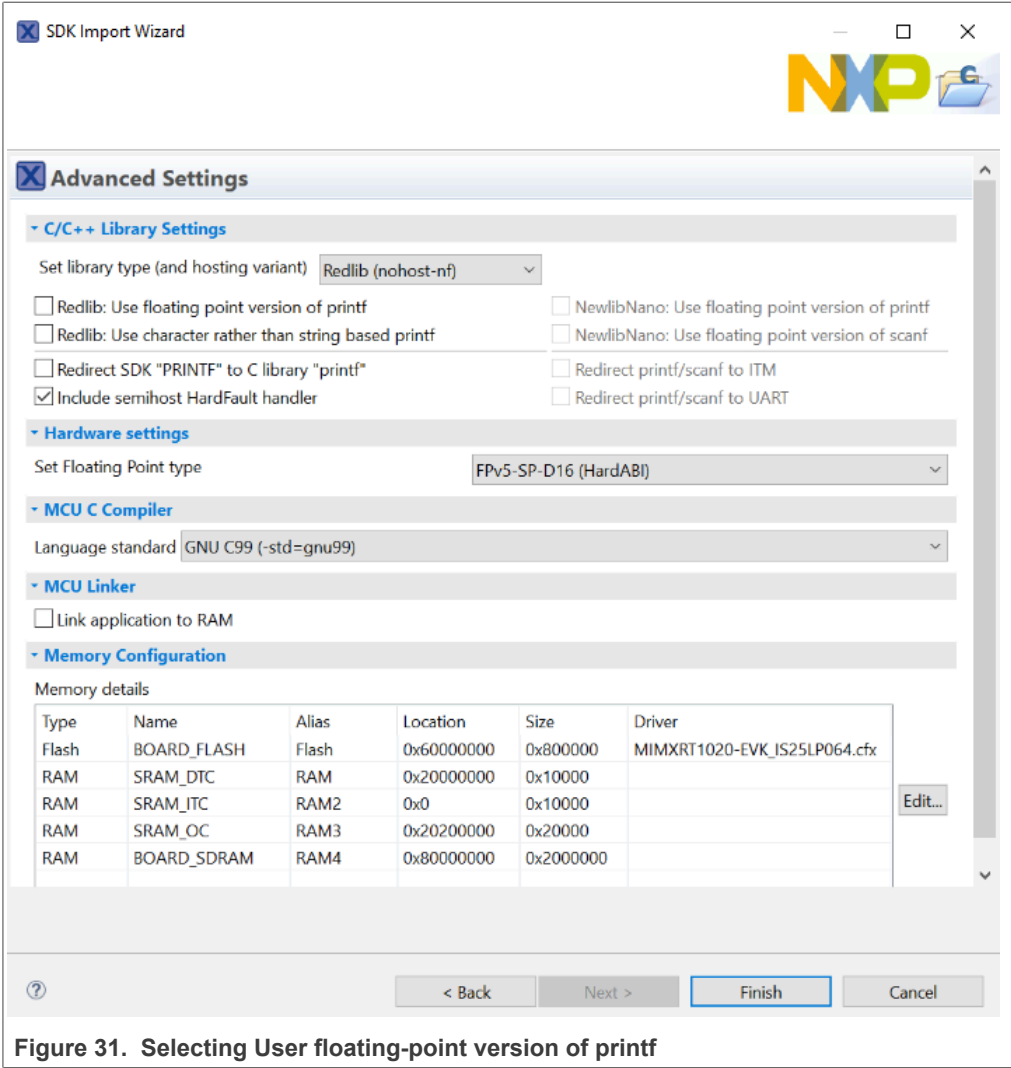 SDK Import Wizard
NXP
C
Advanced Settings
C/C++ Library Settings
Set library type (and hosting variant) Redlib (nohost-nf)
Redlib: Use floating point version of printf NewlibNano: Use floating point version of printf
Redlib: Use character rather than string based printf NewlibNano: Use floating point version of scanf
Redirect SDK "PRINTF" to C library "printf" Redirect printf/scanf to ITM
Include semihost HardFault handler Redirect printf/scanf to UART
Hardware settings
Set Floating Point type FPv5-SP-D16 (HardABI)
MCU C Compiler
Language standard GNU C99 (-std=gnu99)
MCU Linker
Link application to RAM
Memory Configuration
Memory details
Type Name Alias Location Size Driver
Flash BOARD_FLASH Flash 0x60000000 0x800000 MIMXRT1020-EVK_IS25LP064.cfx
RAM SRAM_DTC RAM 0x20000000 0x10000
RAM SRAM_ITC RAM2 0x0 0x10000
Edit...
RAM SRAM_OC RAM3 0x20200000 0x20000
RAM BOARD_SDRAM RAM4 0x80000000 0x2000000
? < Back Next > Finish Cancel
Figure 31. Selecting User floating-point version of printf